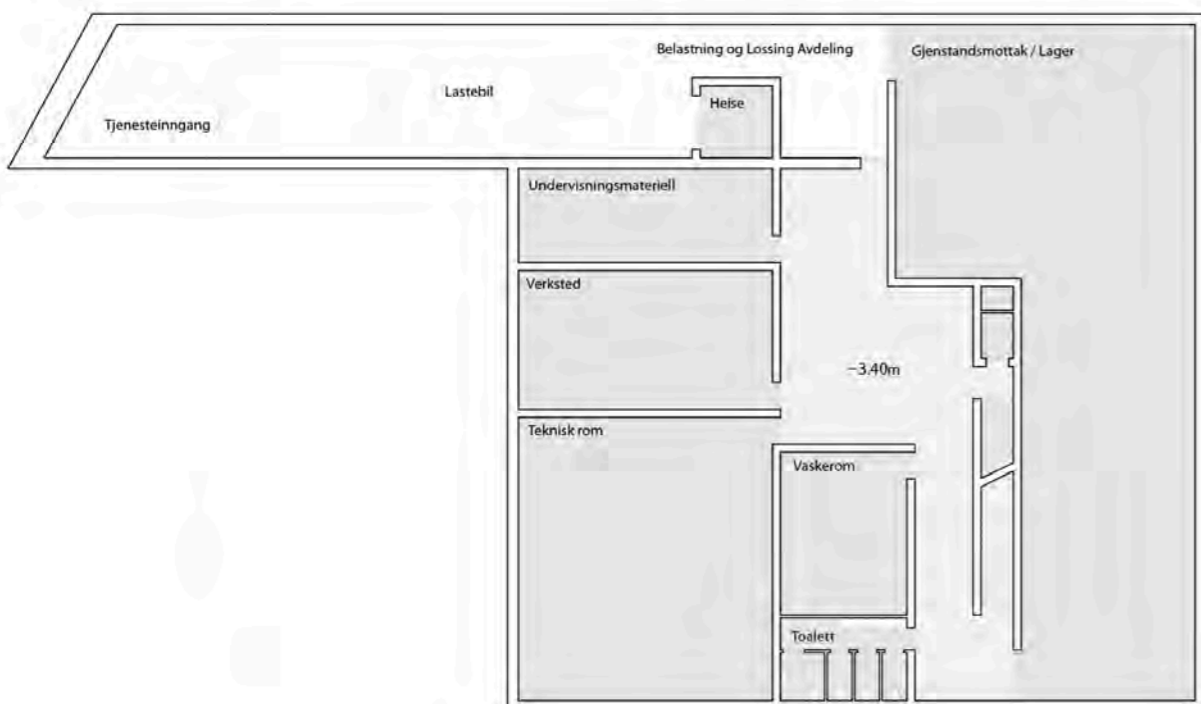 Belastning og Lossing Avdeling
Gjenstandsmottak / Lager
Lastebil
Heise
Tjenesteinngang
Undervisningsmateriell
Verksted
−3.40m
Teknisk rom
Vaskerom
Toalett